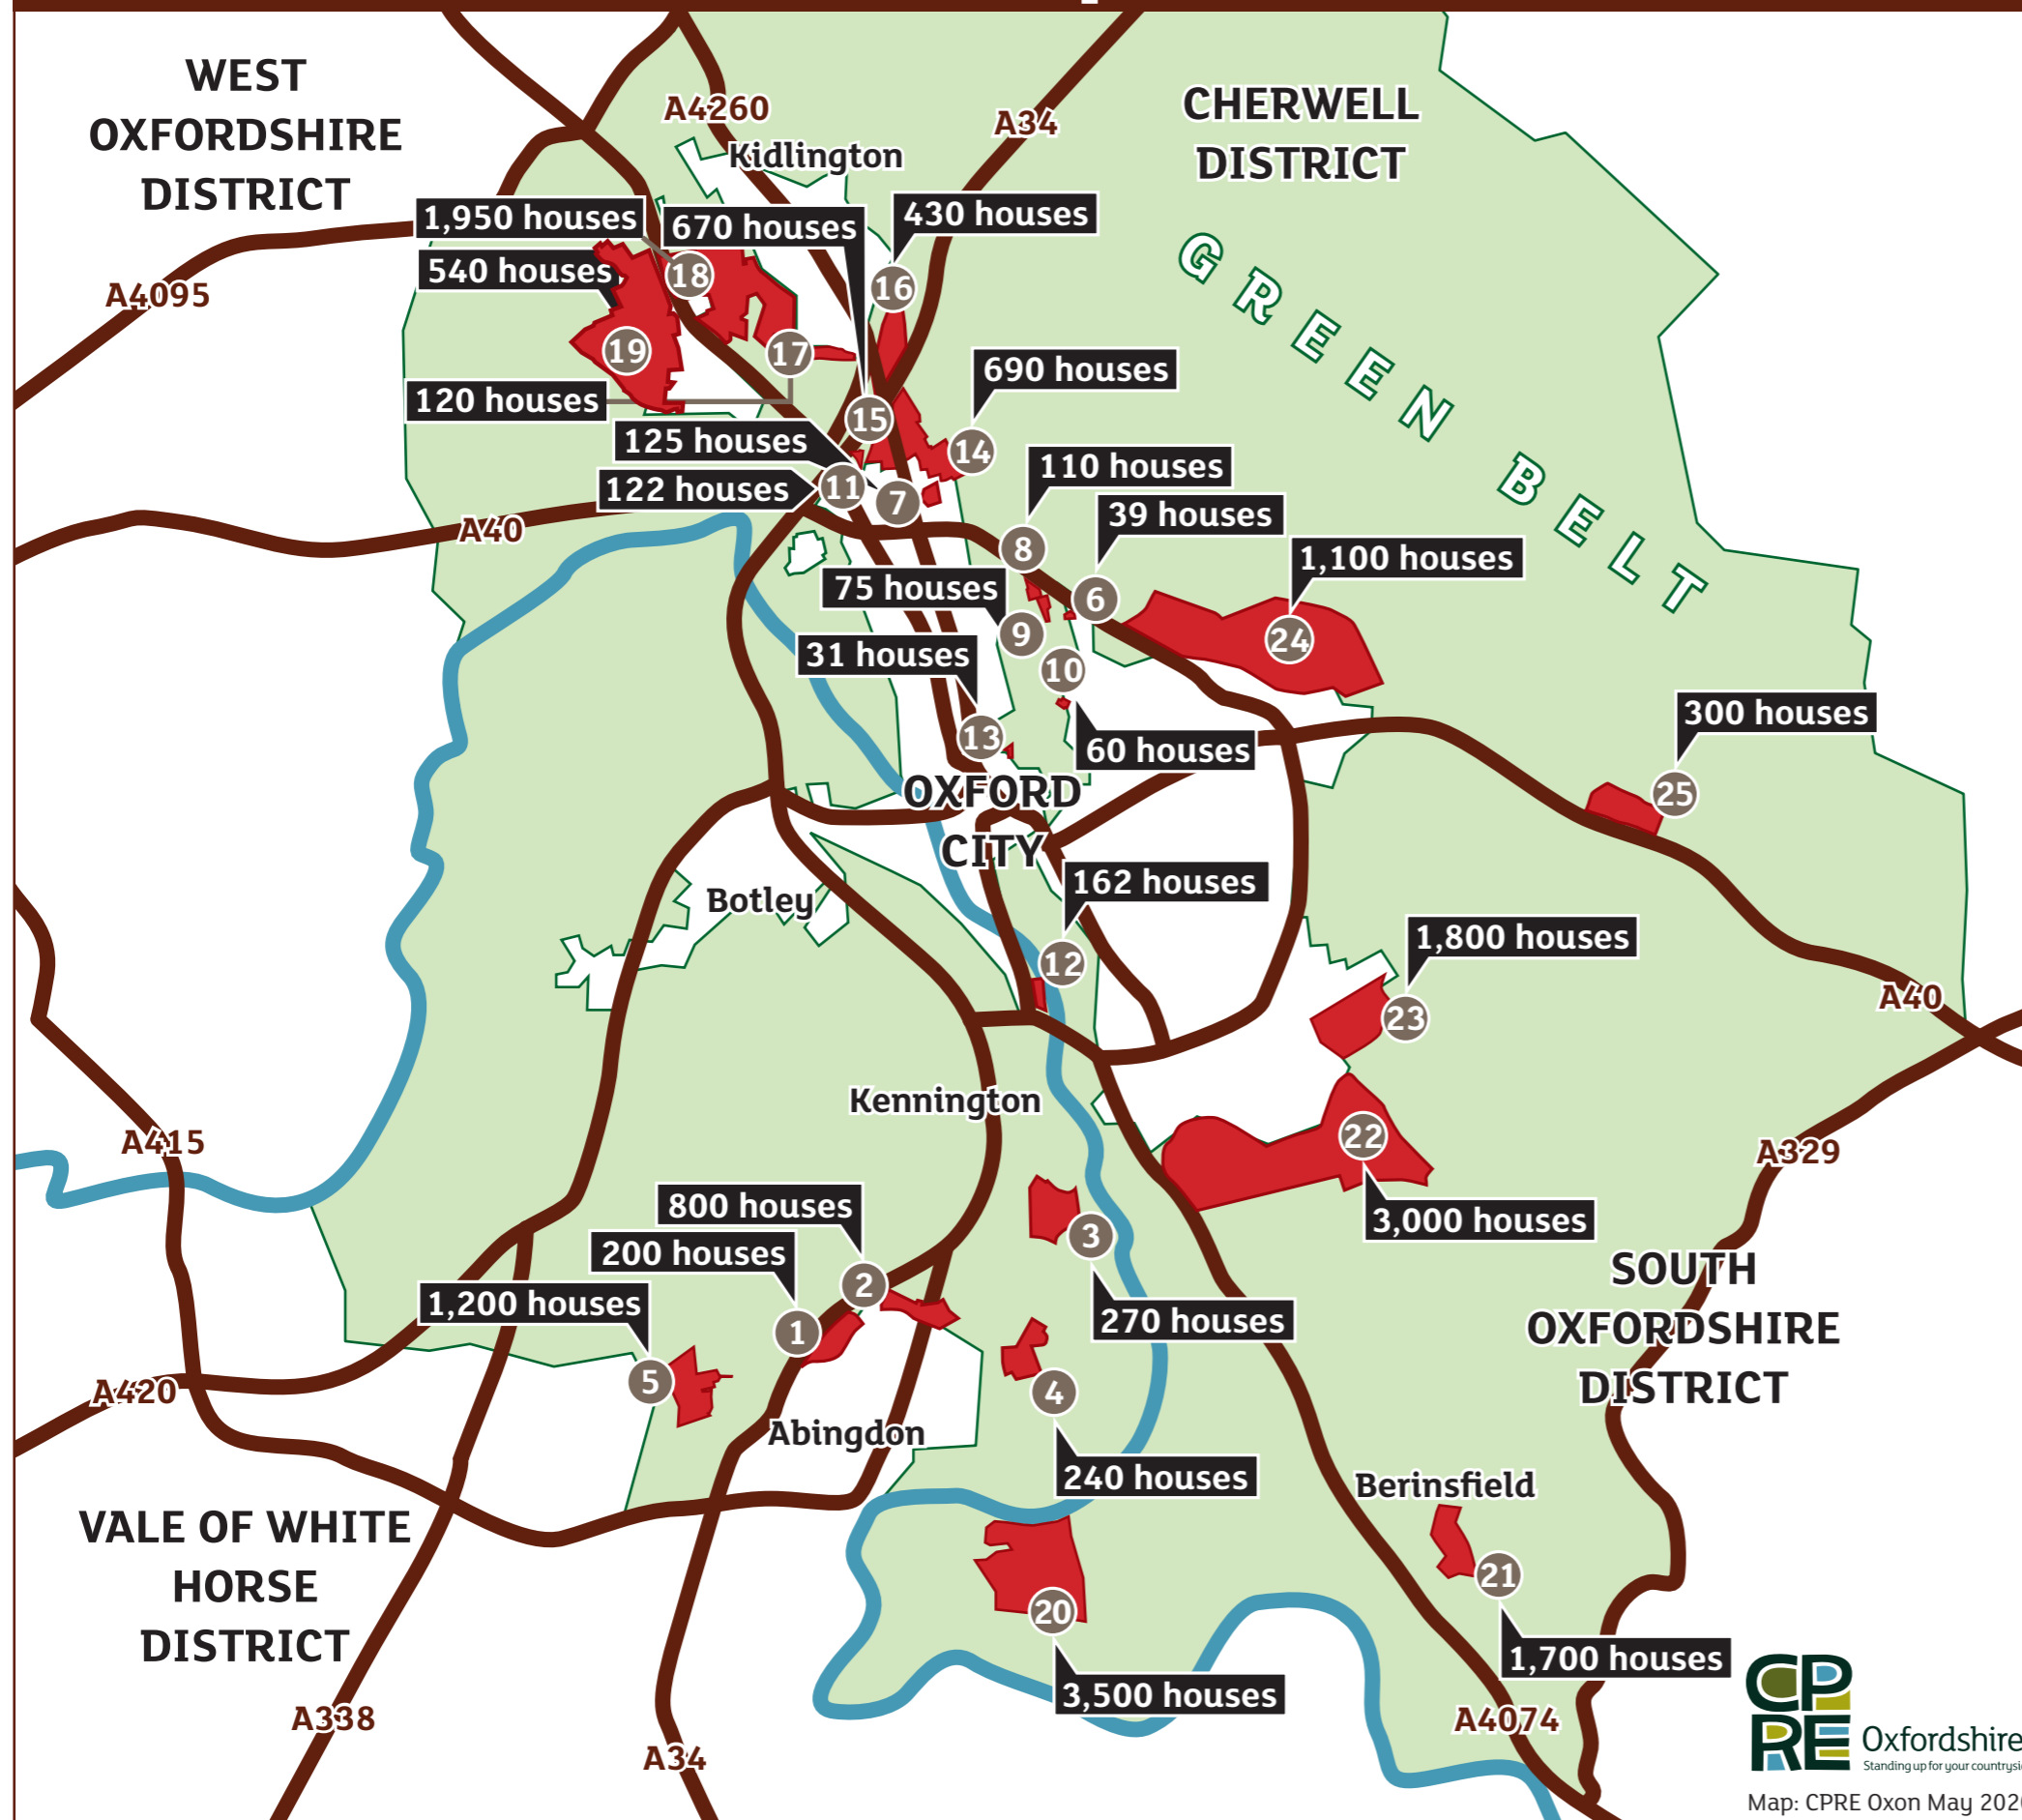 WEST
OXFORDSHIRE
DISTRICT
A4260
A34
CHERWELL
DISTRICT
Kidlington
1,950 houses
670 houses
430 houses
540 houses
18
16
A4095
GREEN BELT
19
17
690 houses
120 houses
15
125 houses
14
110 houses
122 houses
11
7
39 houses
A40
8
1,100 houses
75 houses
6
9
24
31 houses
10
300 houses
13
60 houses
OXFORD
CITY
25
162 houses
Botley
1,800 houses
12
A40
23
Kennington
A415
22
A329
800 houses
3,000 houses
200 houses
3
SOUTH
OXFORDSHIRE
DISTRICT
2
1,200 houses
270 houses
1
5
4
A420
Abingdon
240 houses
Berinsfield
VALE OF WHITE
HORSE
DISTRICT
21
20
1,700 houses
3,500 houses
A338
A4074
A34
CPRE
Oxfordshire
Standing up for your
Map: CPRE Oxon May